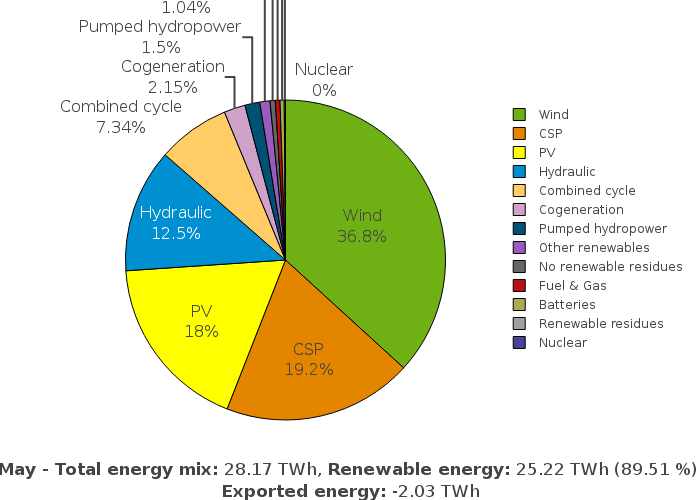 1.04%
Pumped hydropower
1.5%
Cogeneration
2.15%
Nuclear
0%
Combined cycle
7.34%
Hydraulic
12.5%
Wind
36.8%
PV
18%
CSP
19.2%
Wind
CSP
PV
Hydraulic
Combined cycle
Cogeneration
Pumped hydropower
Other renewables
No renewable residues
Fuel & Gas
Batteries
Renewable residues
Nuclear
May - Total energy mix: 28.17 TWh, Renewable energy: 25.22 TWh (89.51 %)
Exported energy: -2.03 TWh